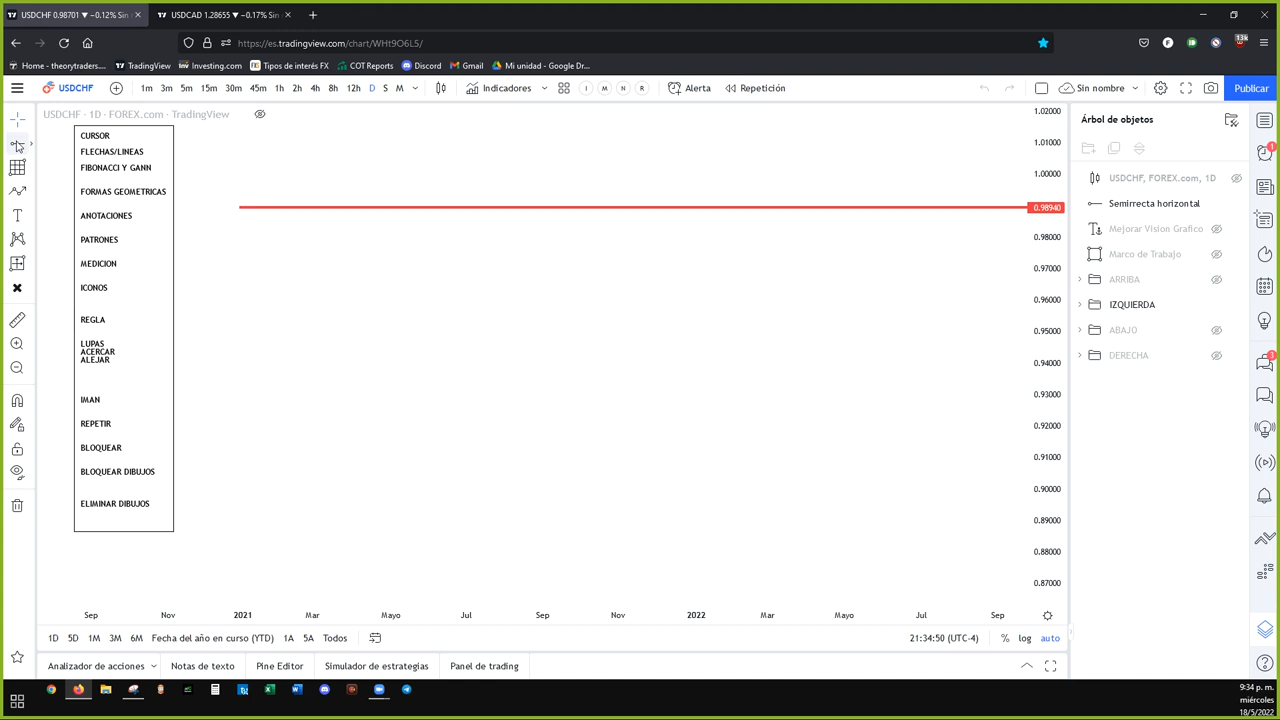 USDCHF 0.98701 ▼ −0.12% Sin
USDCAD 1.28655 ▼ −0.17% Sin
https://es.tradingview.com/chart/WHt9O6L5/
13k
Home - theorytraders....
TradingView
Investing.com
Tipos de interés FX
COT Reports
Discord
Gmail
Mi unidad - Google Dr...
USDCHF
1m 3m 5m 15m 30m 45m 1h 2h 4h 8h 12h D S M
Indicadores
I M N R
Alerta
Repetición
Sin nombre
Publicar
USDCHF · 1D · FOREX.com · TradingView
CURSOR
FLECHAS/LINEAS
FIBONACCI Y GANN
FORMAS GEOMETRICAS
ANOTACIONES
PATRONES
MEDICION
ICONOS
REGLA
LUPAS
ACERCAR
ALEJAR
IMAN
REPETIR
BLOQUEAR
BLOQUEAR DIBUJOS
ELIMINAR DIBUJOS
1.02000
1.01000
1.00000
0.98940
0.98000
0.97000
0.96000
0.95000
0.94000
0.93000
0.92000
0.91000
0.90000
0.89000
0.88000
0.87000
Árbol de objetos
USDCHF, FOREX.com, 1D
Semirrecta horizontal
Mejorar Vision Grafico
Marco de Trabajo
ARRIBA
IZQUIERDA
ABAJO
DERECHA
1
3
Sep Nov 2021 Mar Mayo Jul Sep Nov 2022 Mar Mayo Jul Sep
1D 5D 1M 3M 6M Fecha del año en curso (YTD) 1A 5A Todos
21:34:50 (UTC-4) % log auto
Analizador de acciones
Notas de texto
Pine Editor
Simulador de estrategias
Panel de trading
9:34 p. m.
miércoles
18/5/2022